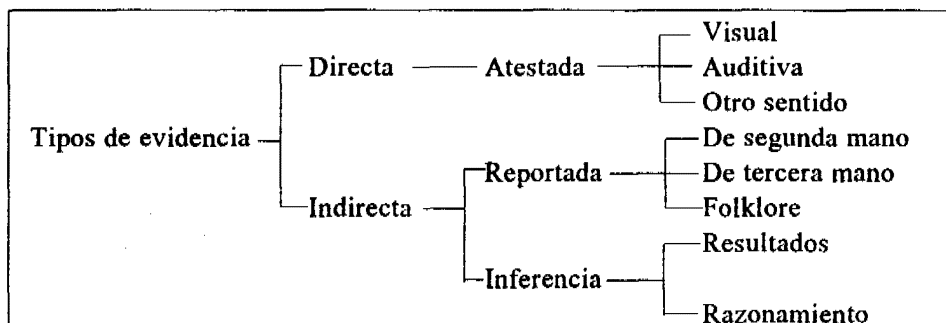 Visual
Directa Atestada Auditiva
Otro sentido
Tipos de evidencia
De segunda mano
Reportada De tercera mano
Indirecta Folklore
Resultados
Inferencia
Razonamiento